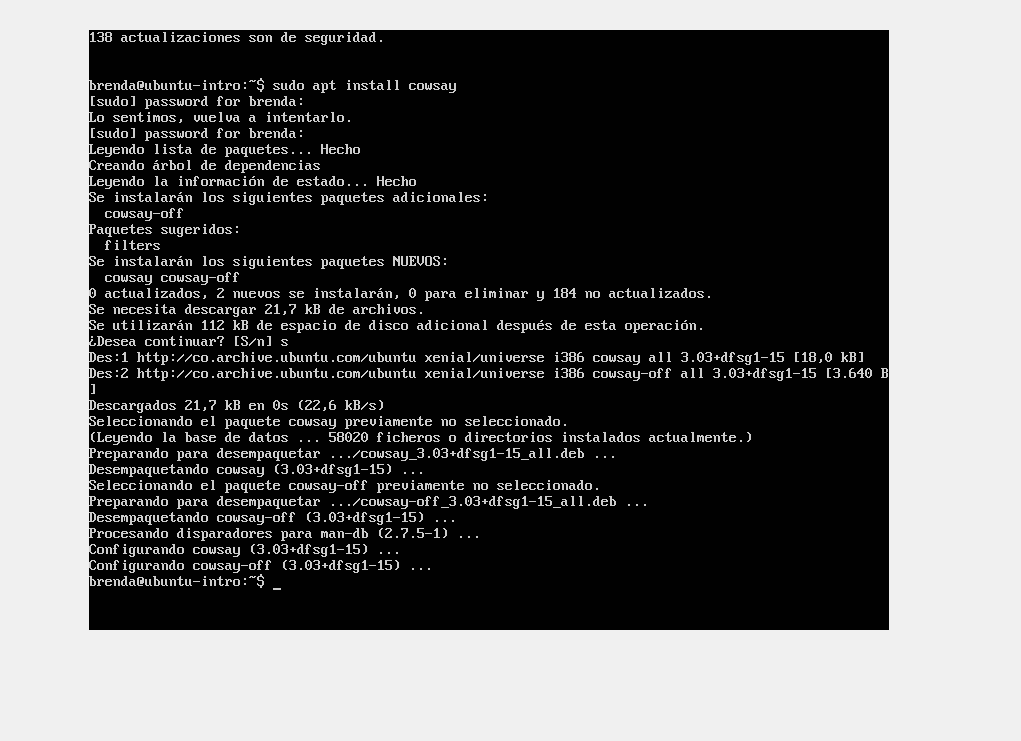 138 actualizaciones son de seguridad.
brenda@ubuntu-intro:~$ sudo apt install cowsay
[sudo] password for brenda:
Lo sentimos, vuelva a intentarlo.
[sudo] password for brenda:
Leyendo lista de paquetes... Hecho
Creando árbol de dependencias
Leyendo la información de estado... Hecho
Se instalarán los siguientes paquetes adicionales:
  cowsay-off
Paquetes sugeridos:
  filters
Se instalarán los siguientes paquetes NUEVOS:
  cowsay cowsay-off
0 actualizados, 2 nuevos se instalarán, 0 para eliminar y 184 no actualizados.
Se necesita descargar 21,7 kB de archivos.
Se utilizarán 112 kB de espacio de disco adicional después de esta operación.
¿Desea continuar? [S/n] s
Des:1 http://co.archive.ubuntu.com/ubuntu xenial/universe i386 cowsay all 3.03+dfsg1-15 [18,0 kB]
Des:2 http://co.archive.ubuntu.com/ubuntu xenial/universe i386 cowsay-off all 3.03+dfsg1-15 [3.640 B
]
Descargados 21,7 kB en 0s (22,6 kB/s)
Seleccionando el paquete cowsay previamente no seleccionado.
(Leyendo la base de datos ... 58020 ficheros o directorios instalados actualmente.)
Preparando para desempaquetar .../cowsay_3.03+dfsg1-15_all.deb ...
Desempaquetando cowsay (3.03+dfsg1-15) ...
Seleccionando el paquete cowsay-off previamente no seleccionado.
Preparando para desempaquetar .../cowsay-off_3.03+dfsg1-15_all.deb ...
Desempaquetando cowsay-off (3.03+dfsg1-15) ...
Procesando disparadores para man-db (2.7.5-1) ...
Configurando cowsay (3.03+dfsg1-15) ...
Configurando cowsay-off (3.03+dfsg1-15) ...
brenda@ubuntu-intro:~$ _